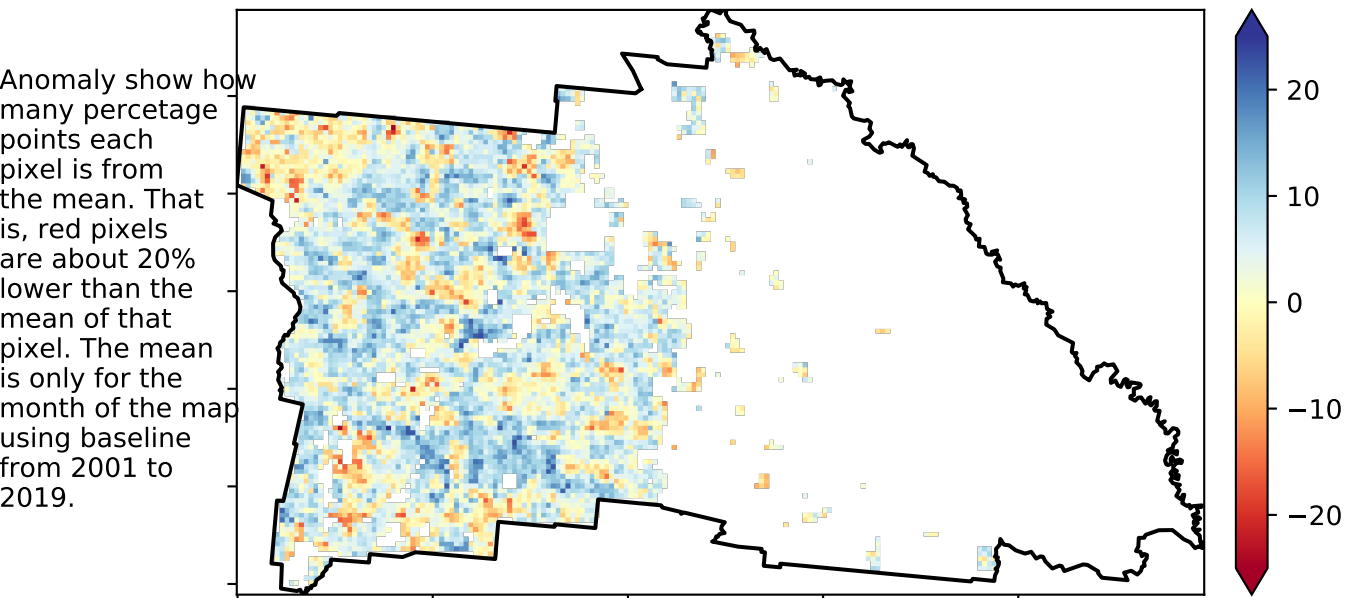 Anomaly show how
many percetage
points each
pixel is from
the mean. That
is, red pixels
are about 20%
lower than the
mean of that
pixel. The mean
is only for the
month of the map
using baseline
from 2001 to
2019.
20
10
0
−10
−20